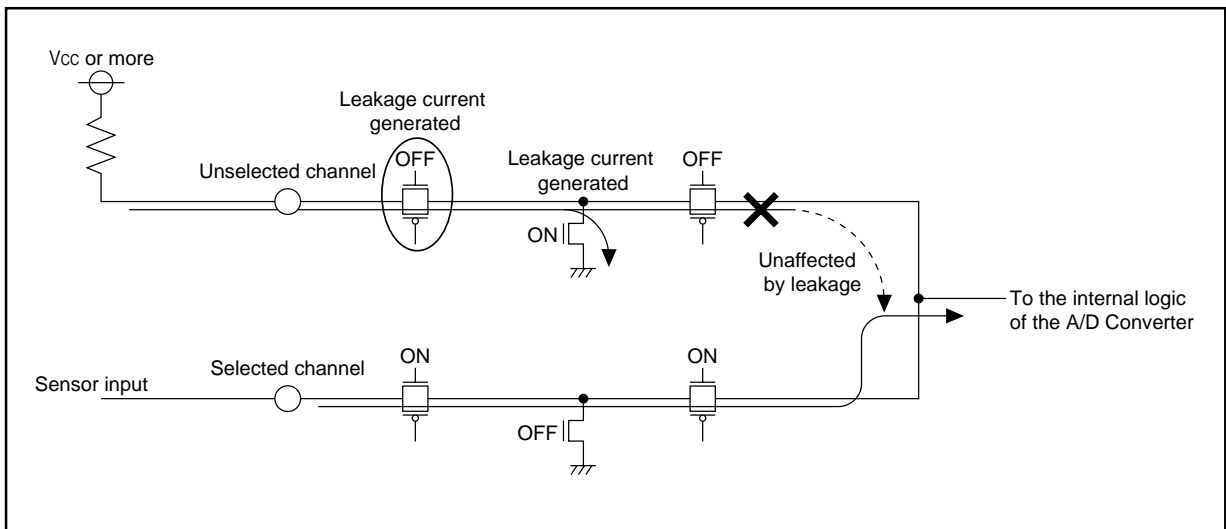 Vcc or more
Leakage current
generated
OFF
Unselected channel
Leakage current
generated
OFF
ON
Unaffected
by leakage
To the internal logic
of the A/D Converter
Sensor input
Selected channel
ON
ON
OFF